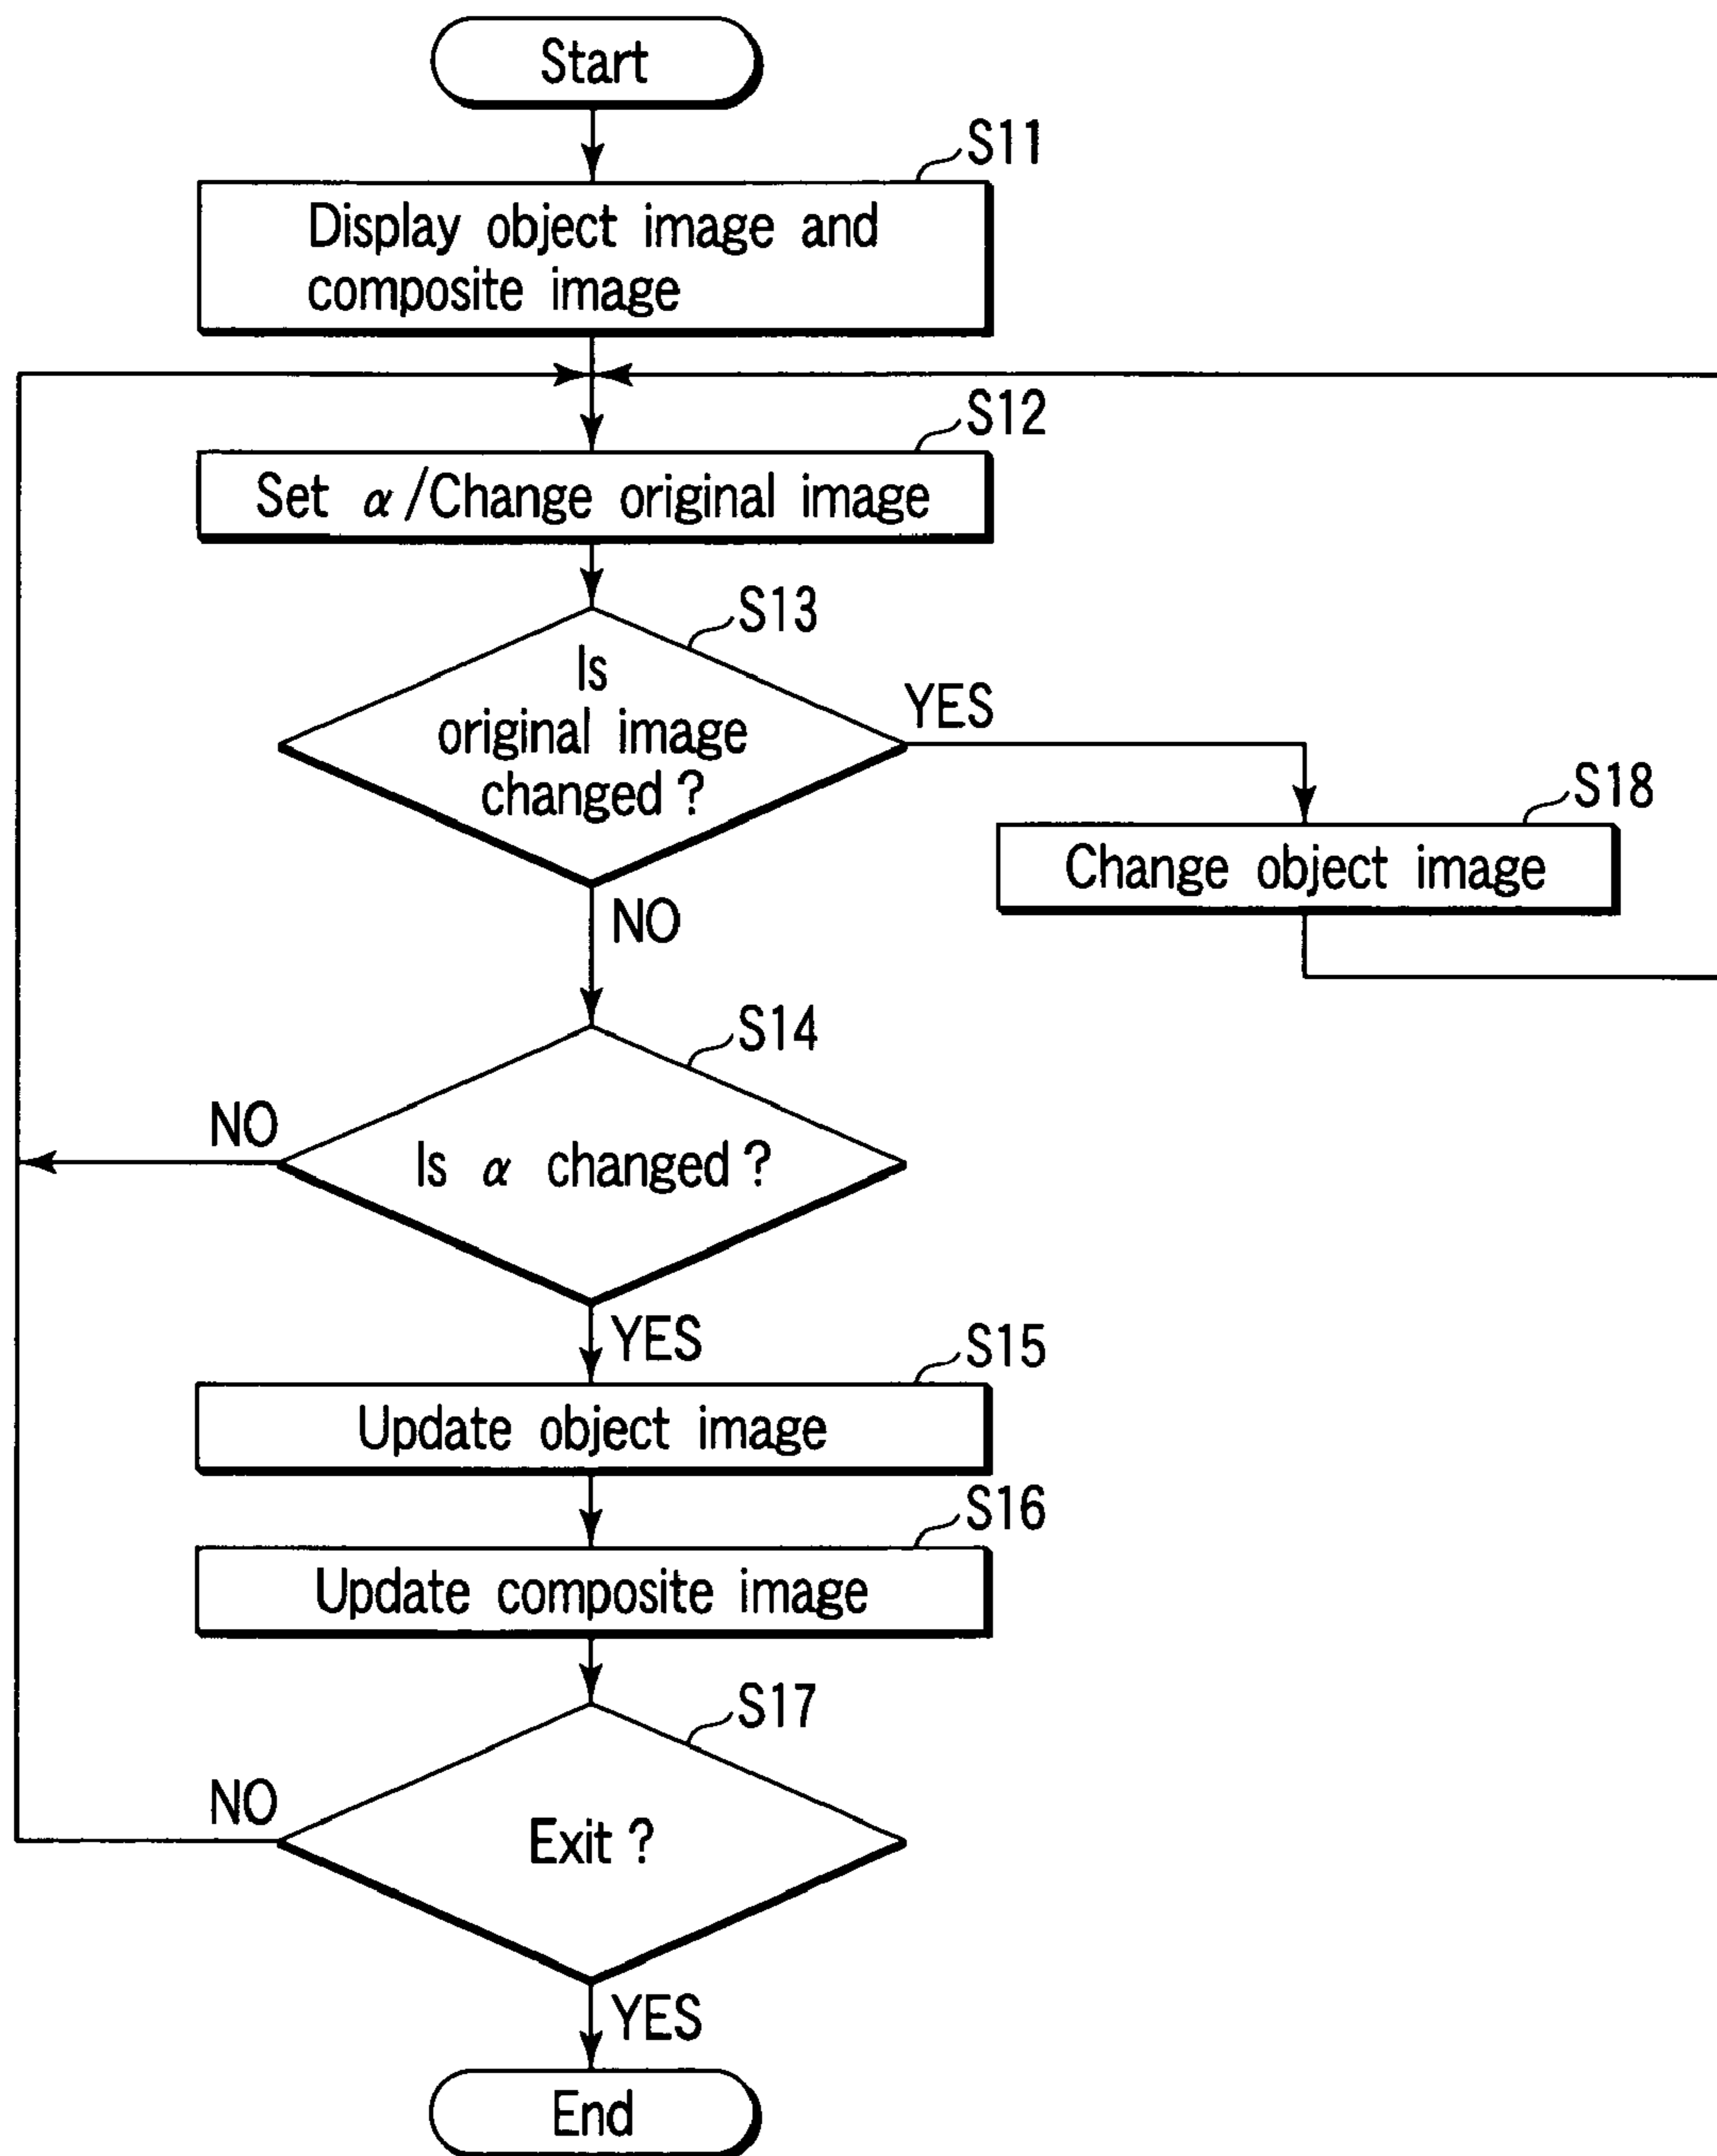 Start
S11
Display object image and
composite image
S12
Set α/Change original image
S13
Is
original image
changed?
YES
S18
Change object image
NO
S14
NO
Is α changed?
YES
S15
Update object image
S16
Update composite image
S17
NO
Exit?
YES
End